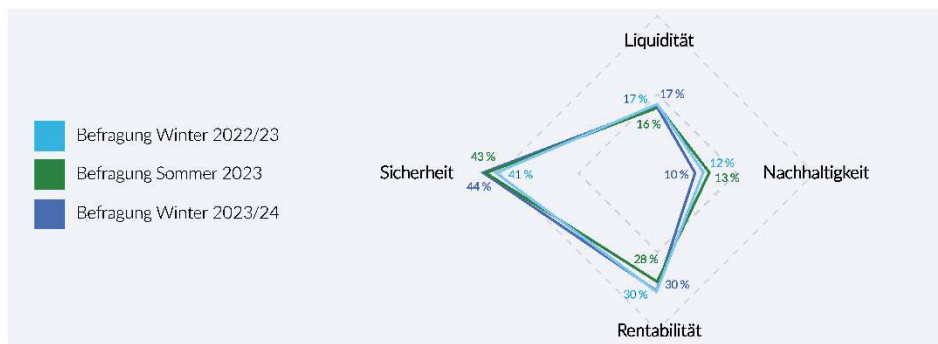 Liquidität
17 % 17 %
16 %
Befragung Winter 2022/23
Befragung Sommer 2023
Befragung Winter 2023/24
43 %
Sicherheit 41 %
44 %
12 %
10 % 13 %
Nachhaltigkeit
28 %
30 % 30 %
Rentabilität